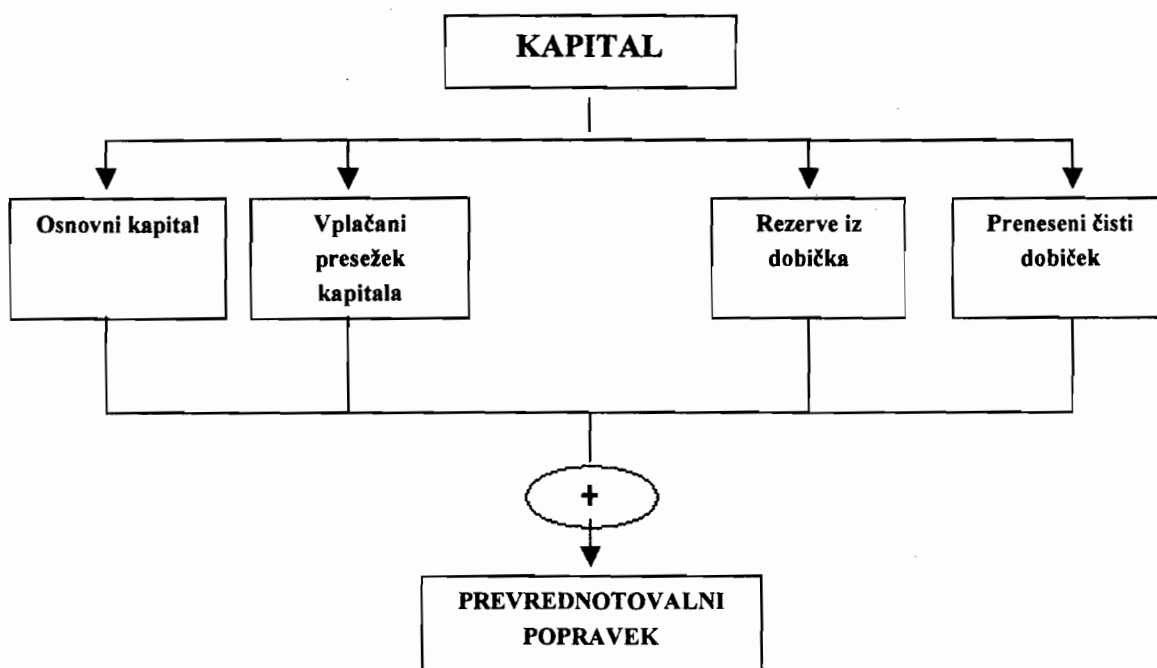 KAPITAL
Osnovni kapital
Vplačani
presežek
kapitala
Rezerve iz
dobička
Preneseni čisti
dobiček
+
PREVREDNOTOVALNI
POPRAVEK